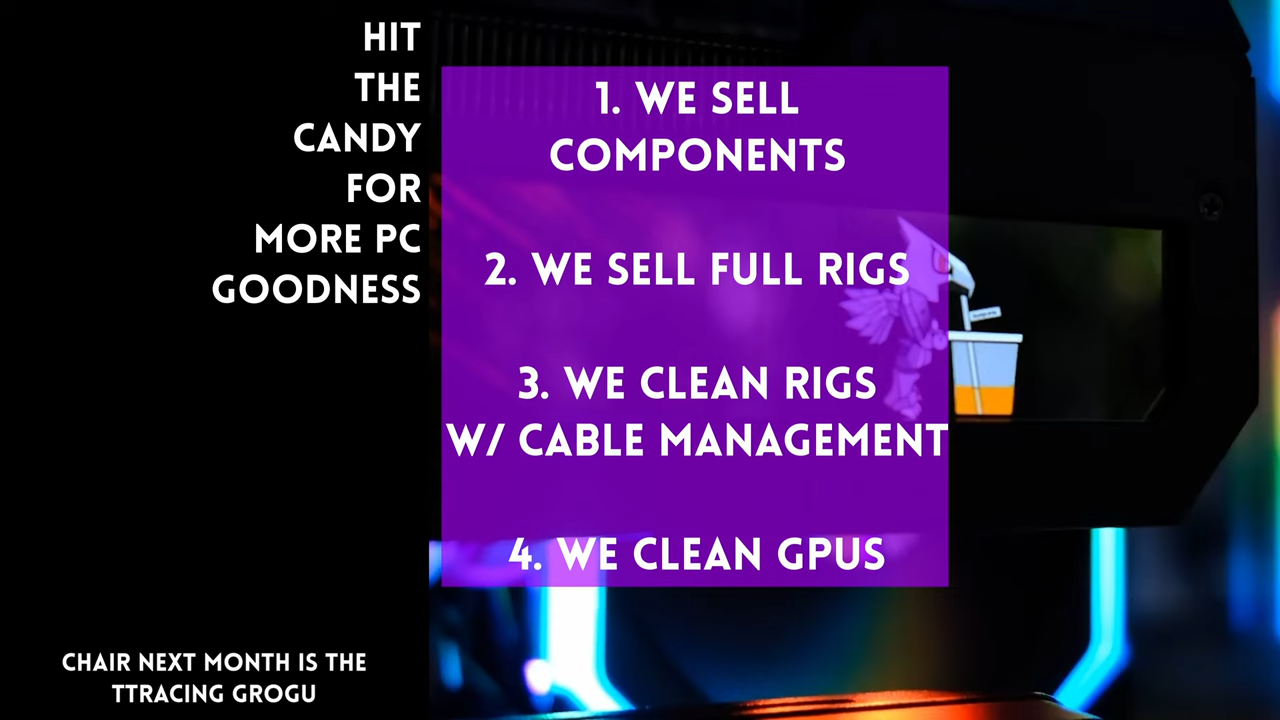 HIT
THE
CANDY
FOR
MORE PC
GOODNESS
1. WE SELL
COMPONENTS
2. WE SELL FULL RIGS
3. WE CLEAN RIGS
W/ CABLE MANAGEMENT
4. WE CLEAN GPUS
CHAIR NEXT MONTH IS THE
TTRACING GROGU